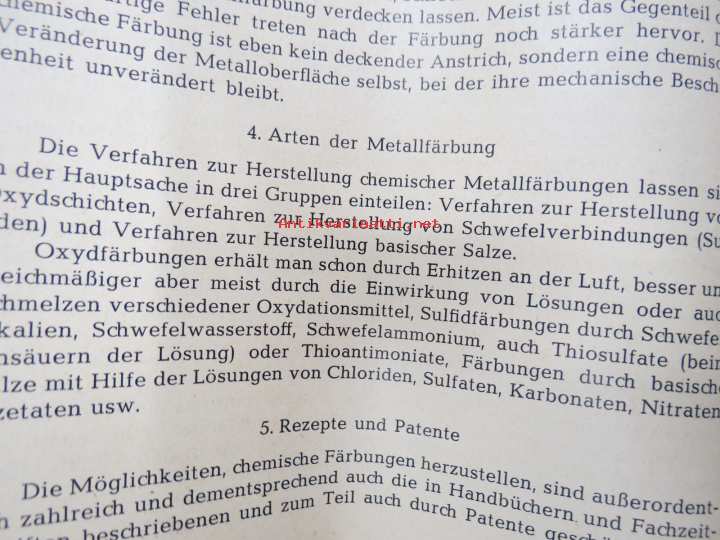 Färbung verdecken lassen. Meist ist das Gegenteil
Fehler treten nach der Färbung noch stärker hervor.
chemische Färbung ist eben kein deckender Anstrich, sondern eine chemisc
Veränderung der Metalloberfläche selbst, bei der ihre mechanische Besch
enheit unverändert bleibt.
4. Arten der Metallfärbung
Die Verfahren zur Herstellung chemischer Metallfärbungen lassen si
n der Hauptsache in drei Gruppen einteilen: Verfahren zur Herstellung vo
Oxydschichten, Verfahren zur Herstellung von Schwefelverbindungen (Su
den) und Verfahren zur Herstellung basischer Salze.
Oxydfärbungen erhält man schon durch Erhitzen an der Luft, besser un
eichmäßiger aber meist durch die Einwirkung von Lösungen oder auc
chmelzen verschiedener Oxydationsmittel, Sulfidfärbungen durch Schwefe
kalien, Schwefelwasserstoff, Schwefelammonium, auch Thiosulfate (beim
nsäuern der Lösung) oder Thioantimoniate, Färbungen durch basische
lze mit Hilfe der Lösungen von Chloriden, Sulfaten, Karbonaten, Nitraten
zetaten usw.
5. Rezepte und Patente
Die Möglichkeiten, chemische Färbungen herzustellen, sind außerordent-
h zahlreich und dementsprechend auch die in Handbüchern und Fachzeit-
iften beschriebenen und zum Teil auch durch Patente